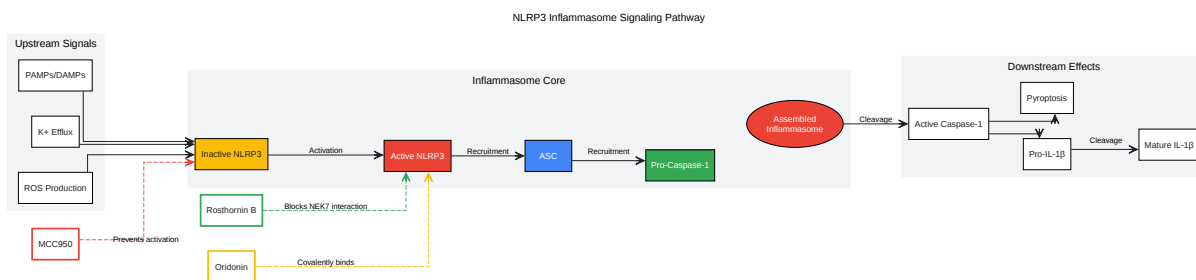 NLRP3 Inflammasome Signaling Pathway
Upstream Signals
PAMPs/DAMPs
K+ Efflux
ROS Production
Inflammasome Core
Inactive NLRP3
Activation
Active NLRP3
Recruitment
ASC
Recruitment
Pro-Caspase-1
Assembled
Inflammasome
Cleavage
Downstream Effects
Active Caspase-1
Pyroptosis
Pro-IL-1β
Cleavage
Mature IL-1β
Rosthornin B
Blocks NEK7 interaction
MCC950
Prevents activation
Oridonin
Covalently binds